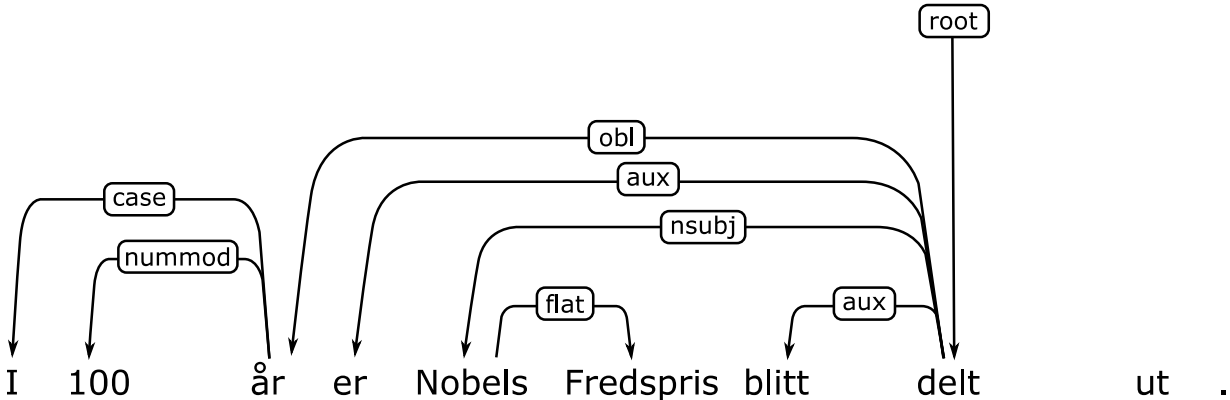 root
obl
aux
case
nsubj
nummod
flat
aux
I 100 år er Nobels Fredspris blitt delt ut .